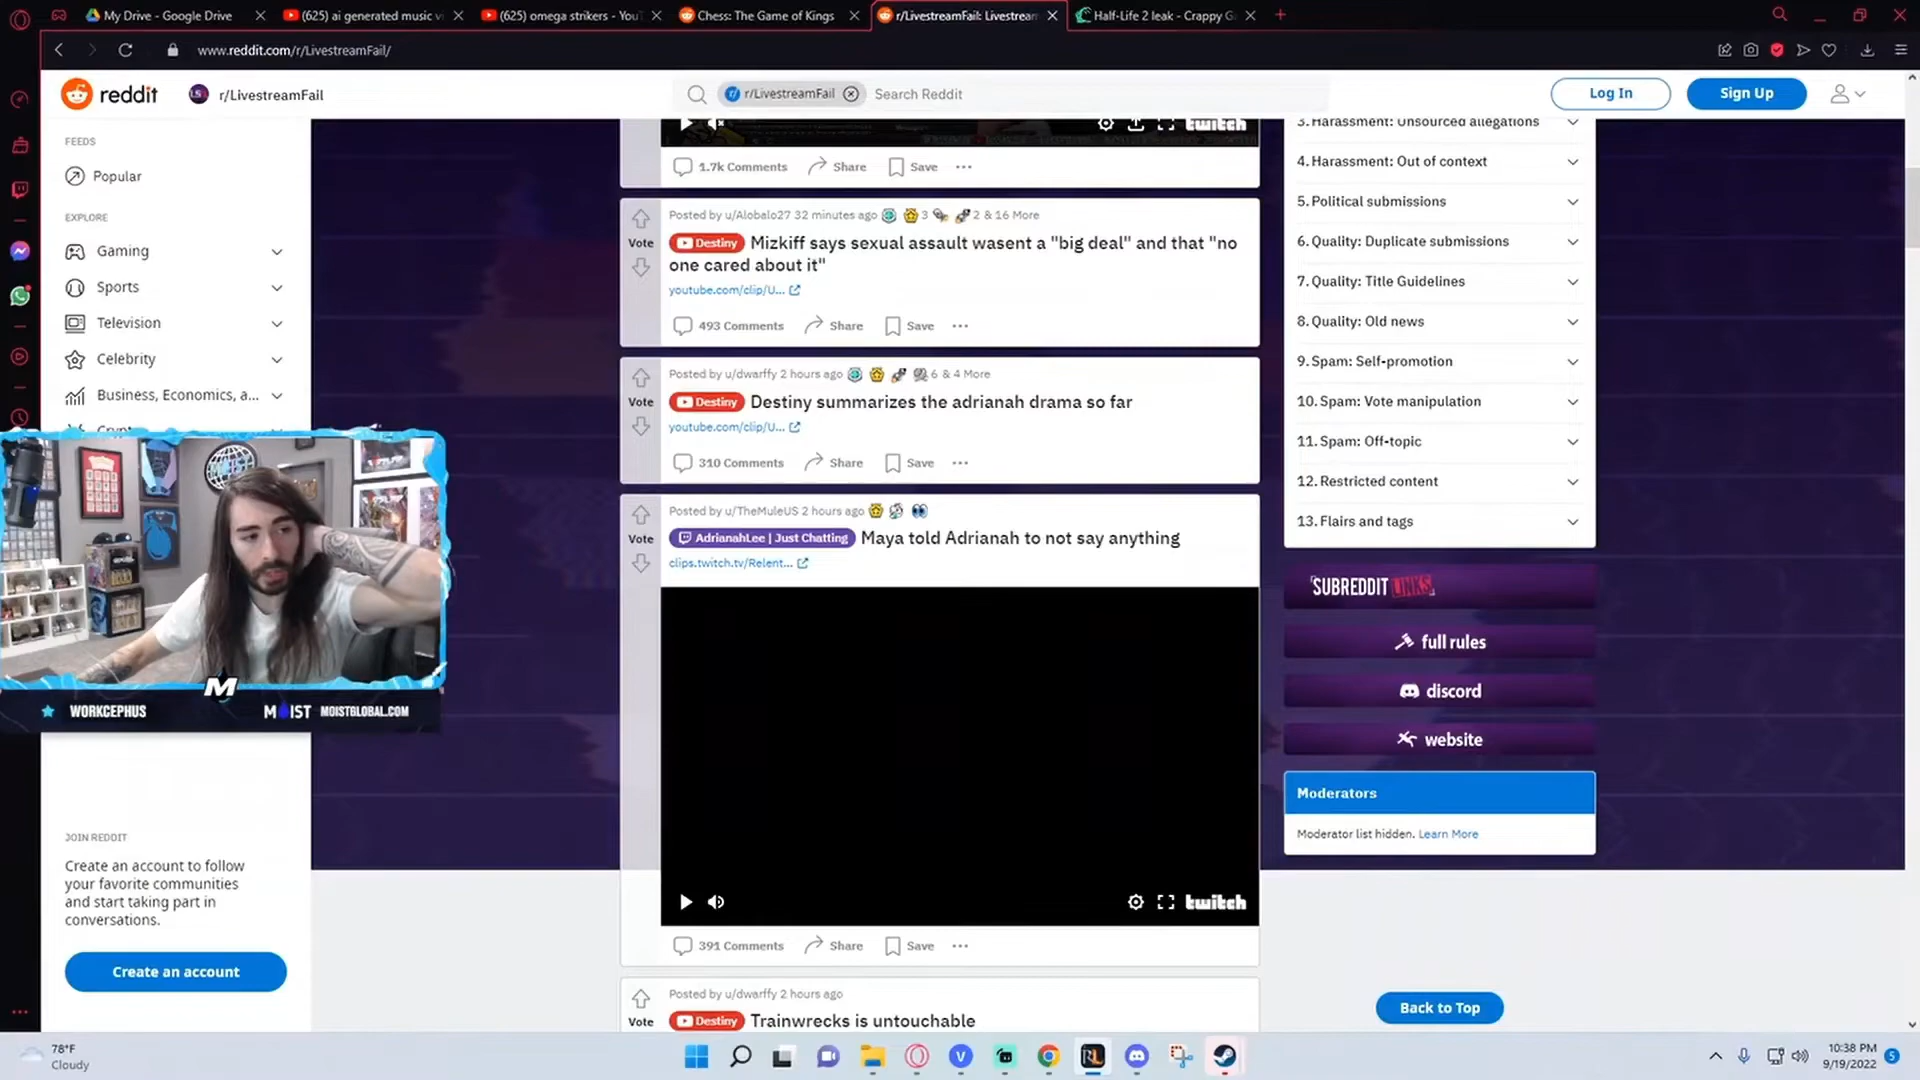 My Drive - Google Drive
(625) ai generated music vi
(625) omega strikers - YouT
Chess: The Game of Kings
r/LivestreamFail: Livestream
Half-Life 2 leak - Crappy G
www.reddit.com/r/LivestreamFail/
reddit
r/LivestreamFail
r/LivestreamFail
Search Reddit
Log In
Sign Up
FEEDS
Popular
EXPLORE
Gaming
Sports
Television
Celebrity
Business, Economics, a...
WORKCEPHUS
MOIST
MOISTGLOBAL.COM
JOIN REDDIT
Create an account to follow
your favorite communities
and start taking part in
conversations.
Create an account
twitch
1.7k Comments
Share
Save
Posted by u/Alobalo27 32 minutes ago 3 2 & 16 More
Vote
Destiny Mizkiff says sexual assault wasent a "big deal" and that "no
one cared about it"
youtube.com/clip/U...
493 Comments
Share
Save
Posted by u/dwarffy 2 hours ago 6 & 4 More
Vote
Destiny Destiny summarizes the adrianah drama so far
youtube.com/clip/U...
310 Comments
Share
Save
Posted by u/TheMuleUS 2 hours ago
Vote
AdrianahLee | Just Chatting Maya told Adrianah to not say anything
clips.twitch.tv/Relent...
twitch
391 Comments
Share
Save
Posted by u/dwarffy 2 hours ago
Vote
Destiny Trainwrecks is untouchable
3. Harassment: Unsourced allegations
4. Harassment: Out of context
5. Political submissions
6. Quality: Duplicate submissions
7. Quality: Title Guidelines
8. Quality: Old news
9. Spam: Self-promotion
10. Spam: Vote manipulation
11. Spam: Off-topic
12. Restricted content
13. Flairs and tags
SUBREDDIT LINKS
full rules
discord
website
Moderators
Moderator list hidden. Learn More
Back to Top
78°F
Cloudy
10:38 PM
9/19/2022
5